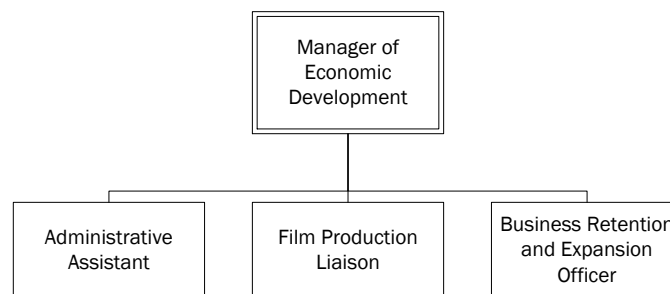 Manager of
Economic
Development
Administrative
Assistant
Film Production
Liaison
Business Retention
and Expansion
Officer